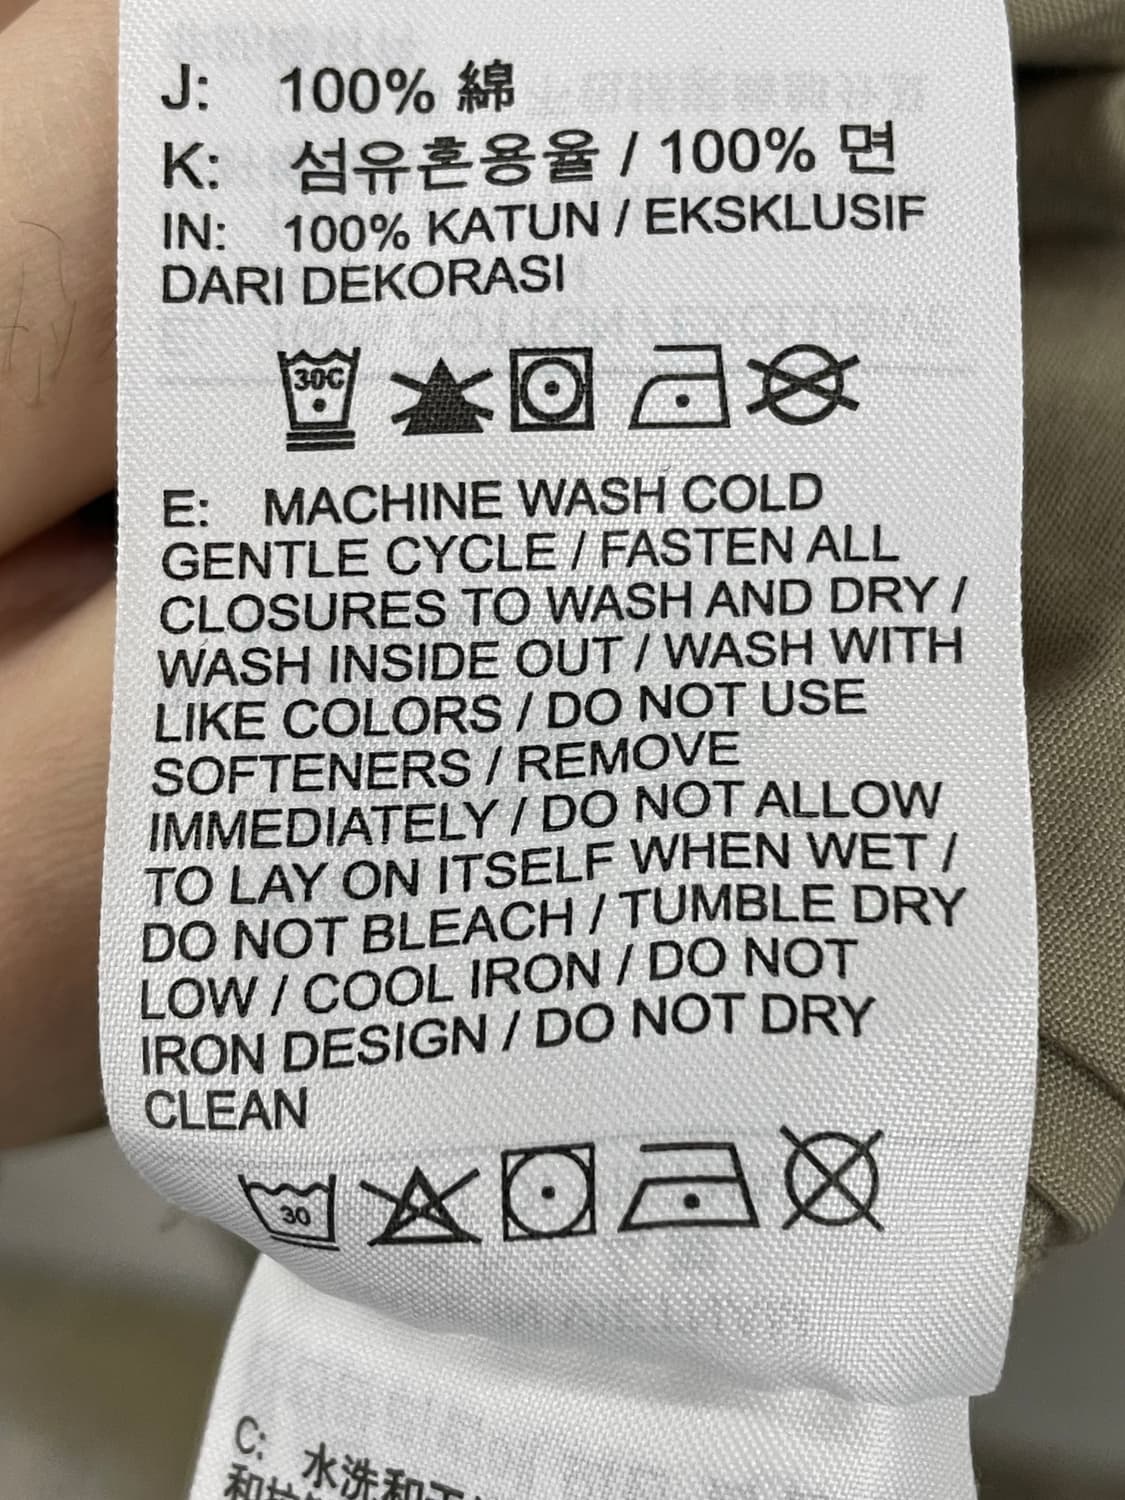 J: 100% 綿
K: 섬유혼용율 / 100% 면
IN: 100% KATUN / EKSKLUSIF
DARI DEKORASI
30C
E: MACHINE WASH COLD
GENTLE CYCLE / FASTEN ALL
CLOSURES TO WASH AND DRY /
WASH INSIDE OUT / WASH WITH
LIKE COLORS / DO NOT USE
SOFTENERS / REMOVE
IMMEDIATELY / DO NOT ALLOW
TO LAY ON ITSELF WHEN WET /
DO NOT BLEACH / TUMBLE DRY
LOW / COOL IRON / DO NOT
IRON DESIGN / DO NOT DRY
CLEAN
30
C: 水洗和干